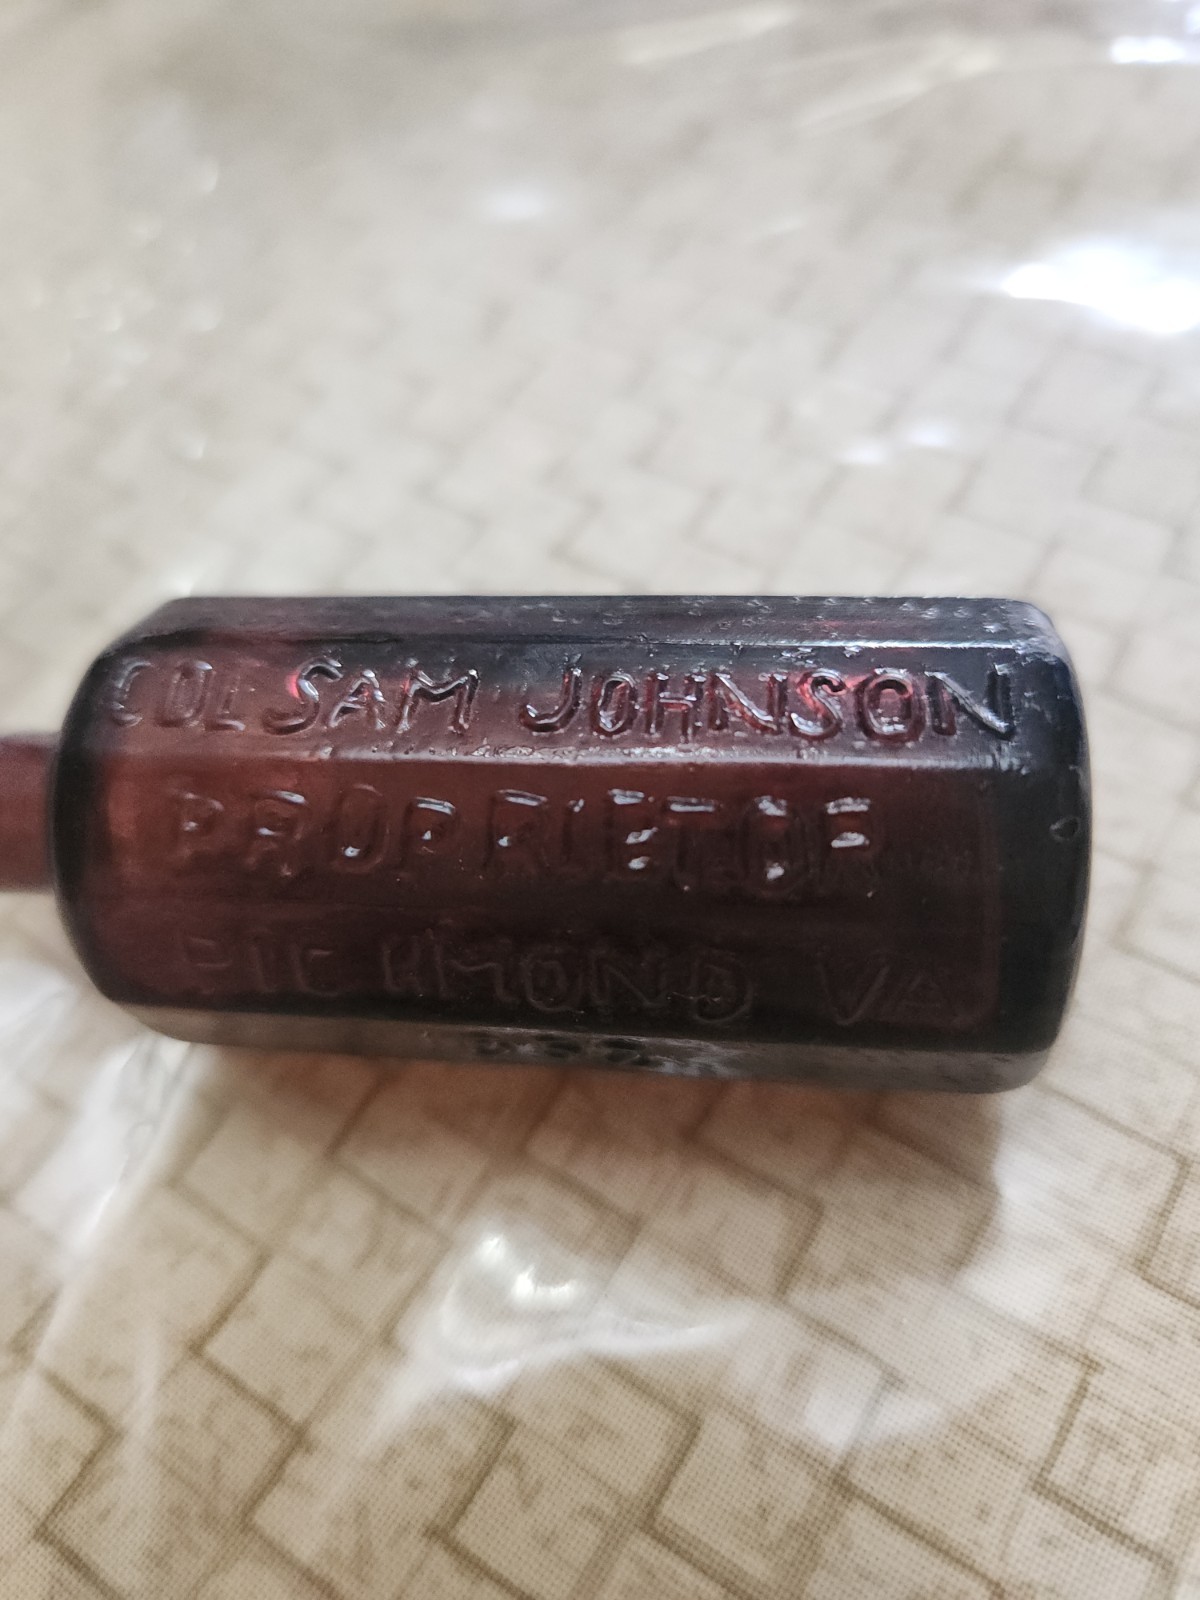 COL SAM JOHNSON
PROPRIETOR
RICHMOND VA